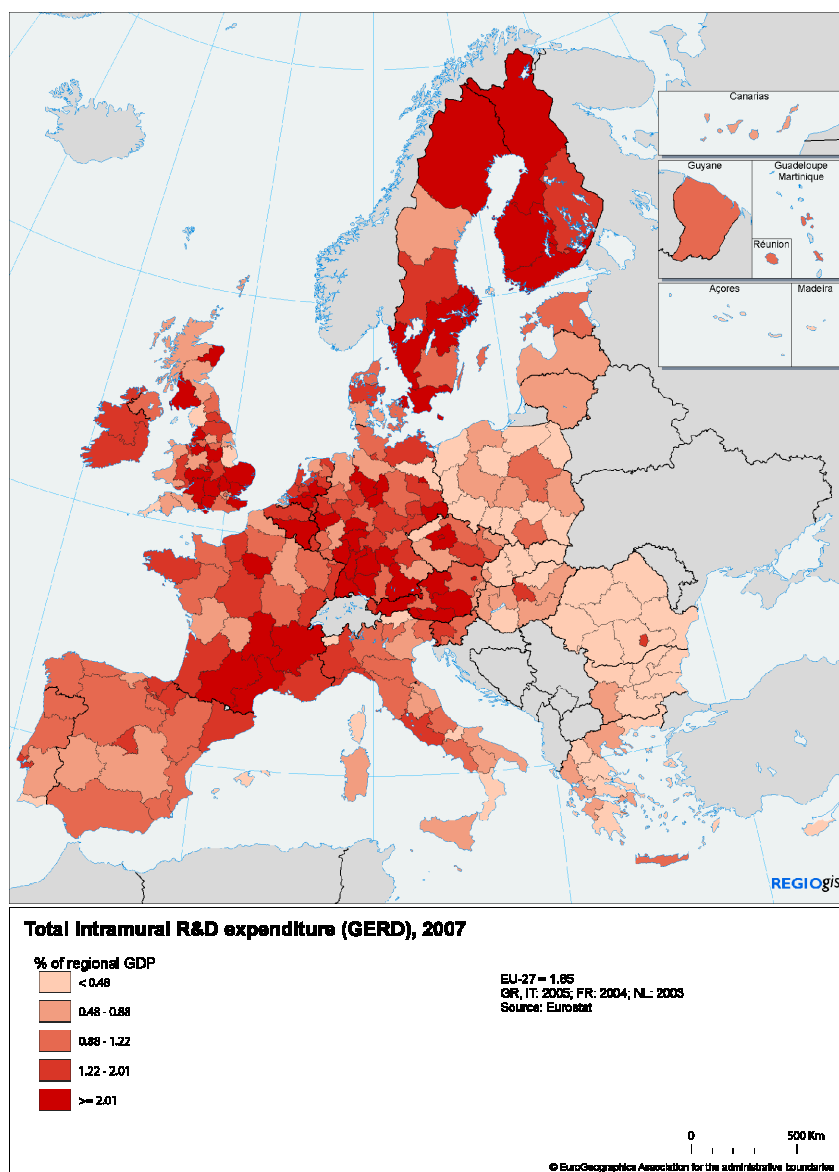 Canarias
Guyane
Guadeloupe
Martinique
Réunion
Açores
Madeira
REGIOgis
Total intramural R&D expenditure (GERD), 2007
% of regional GDP
< 0.48
0.48 - 0.88
0.88 - 1.22
1.22 - 2.01
>= 2.01
EU-27 = 1.85
GR, IT: 2005; FR: 2004; NL: 2003
Source: Eurostat
0 500 Km
© EuroGeographics Association for the administrative boundaries